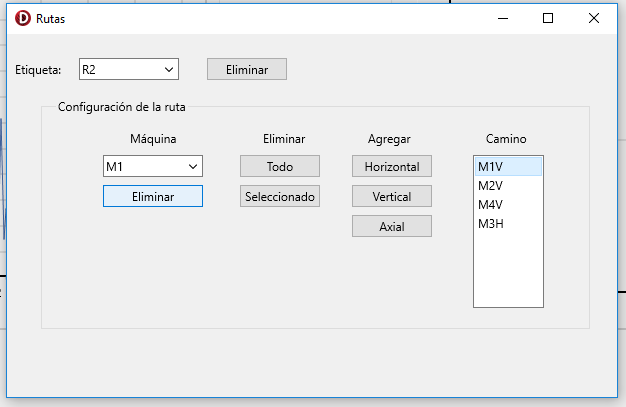 D Rutas
Etiqueta: R2 Eliminar
Configuración de la ruta
Máquina Eliminar Agregar Camino
M1 Todo Horizontal M1V
Eliminar Seleccionado Vertical M2V
Axial M4V
M3H